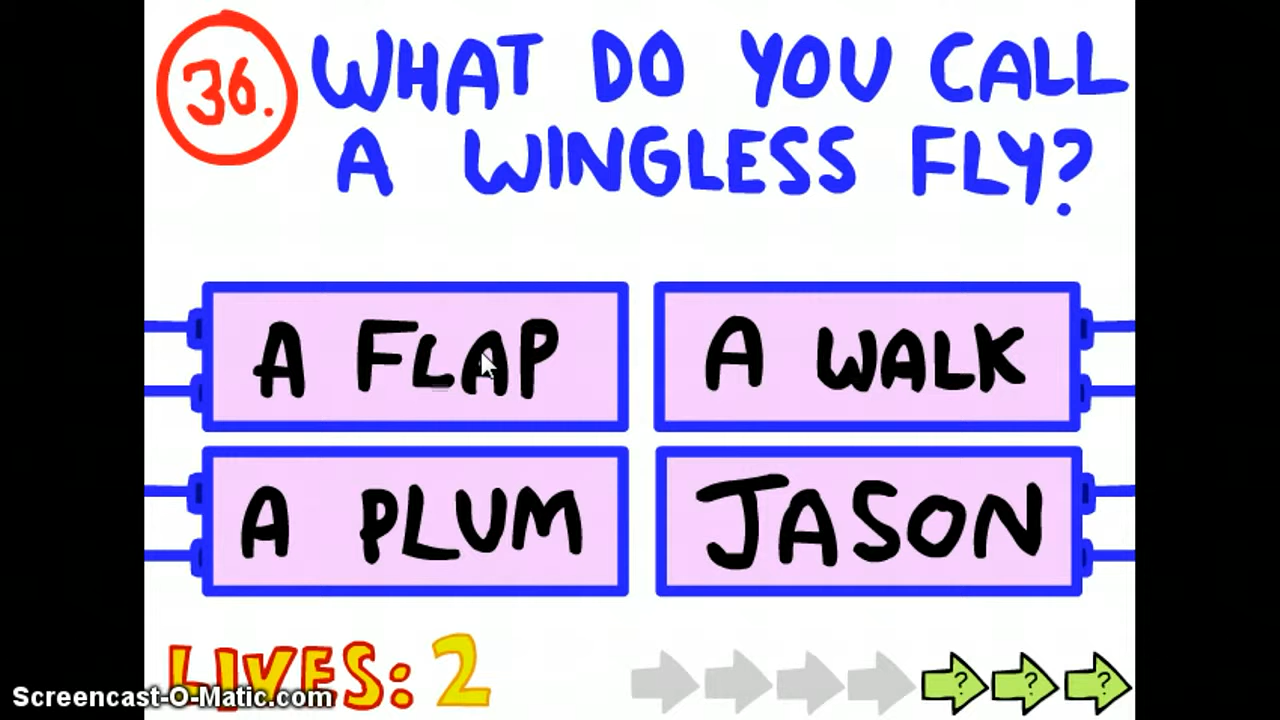 36. WHAT DO YOU CALL
A WINGLESS FLY?
A FLAP
A WALK
A PLUM
JASON
LIVES: 2
? ? ?
Screencast-O-Matic.com